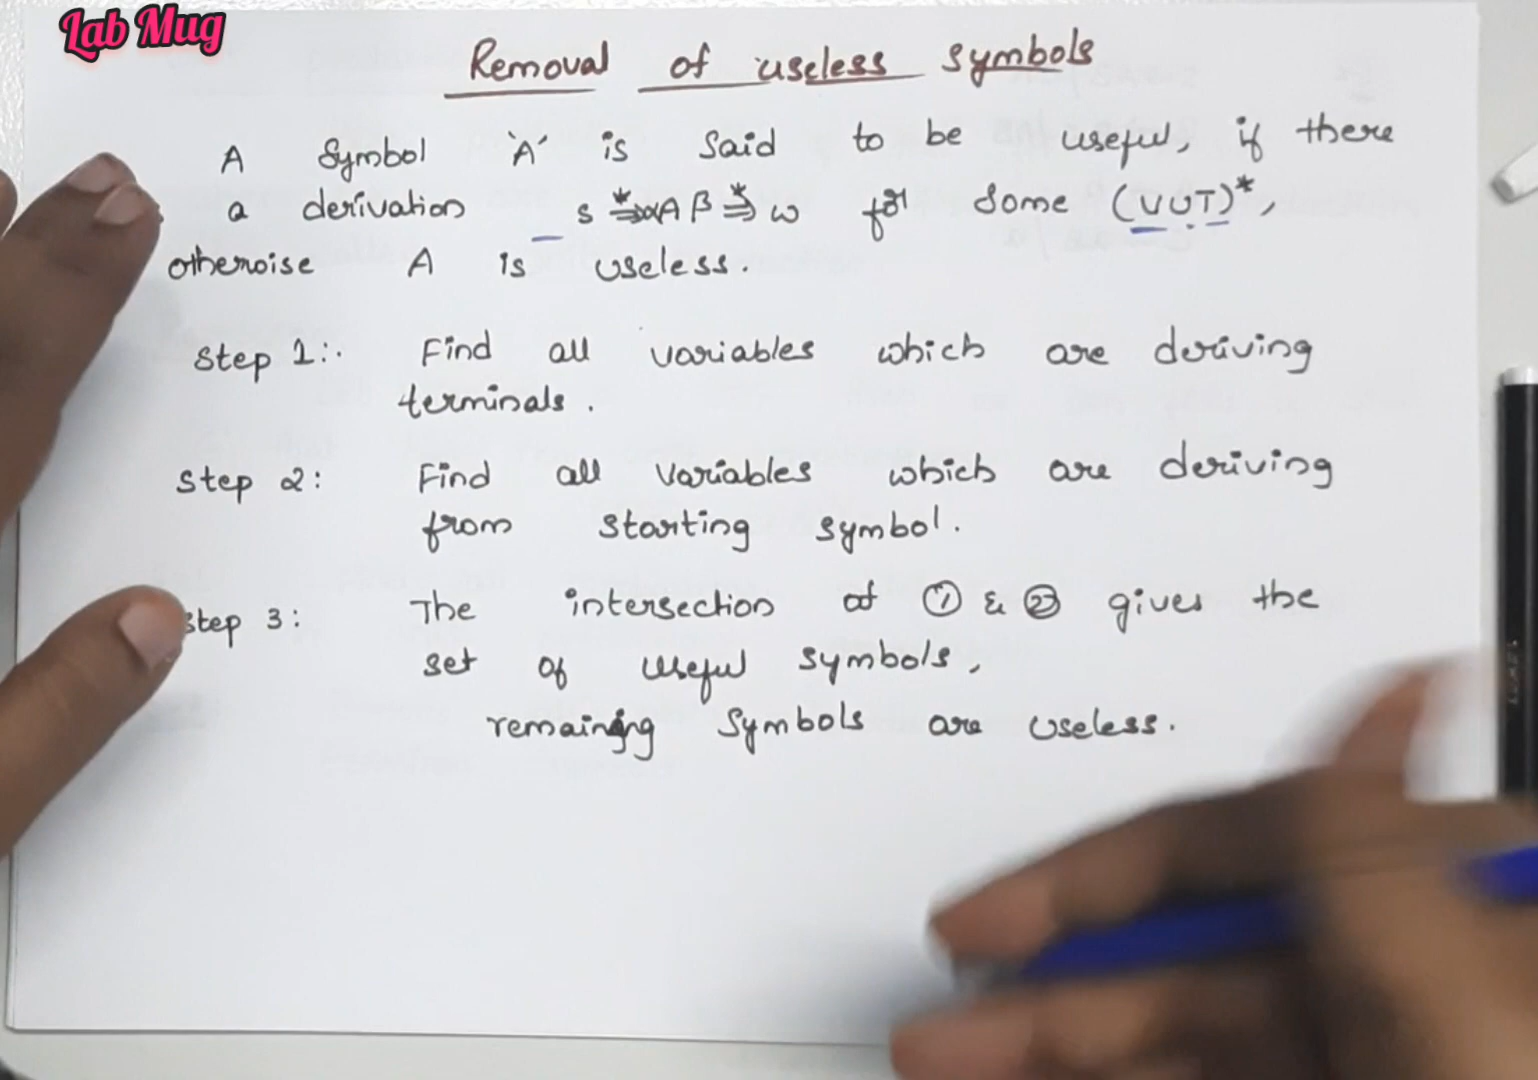 Lab Mug
Removal of useless symbols
A Symbol 'A' is said to be useful, if there
a derivation S *⇒ αAβ *⇒ ω for some (VUT)*,
otherwise A is useless.
Step 1:. Find all variables which are deriving
terminals.
Step 2: Find all variables which are deriving
from starting symbol.
Step 3: The intersection of ① & ② gives the
set of useful symbols,
remaining symbols are useless.